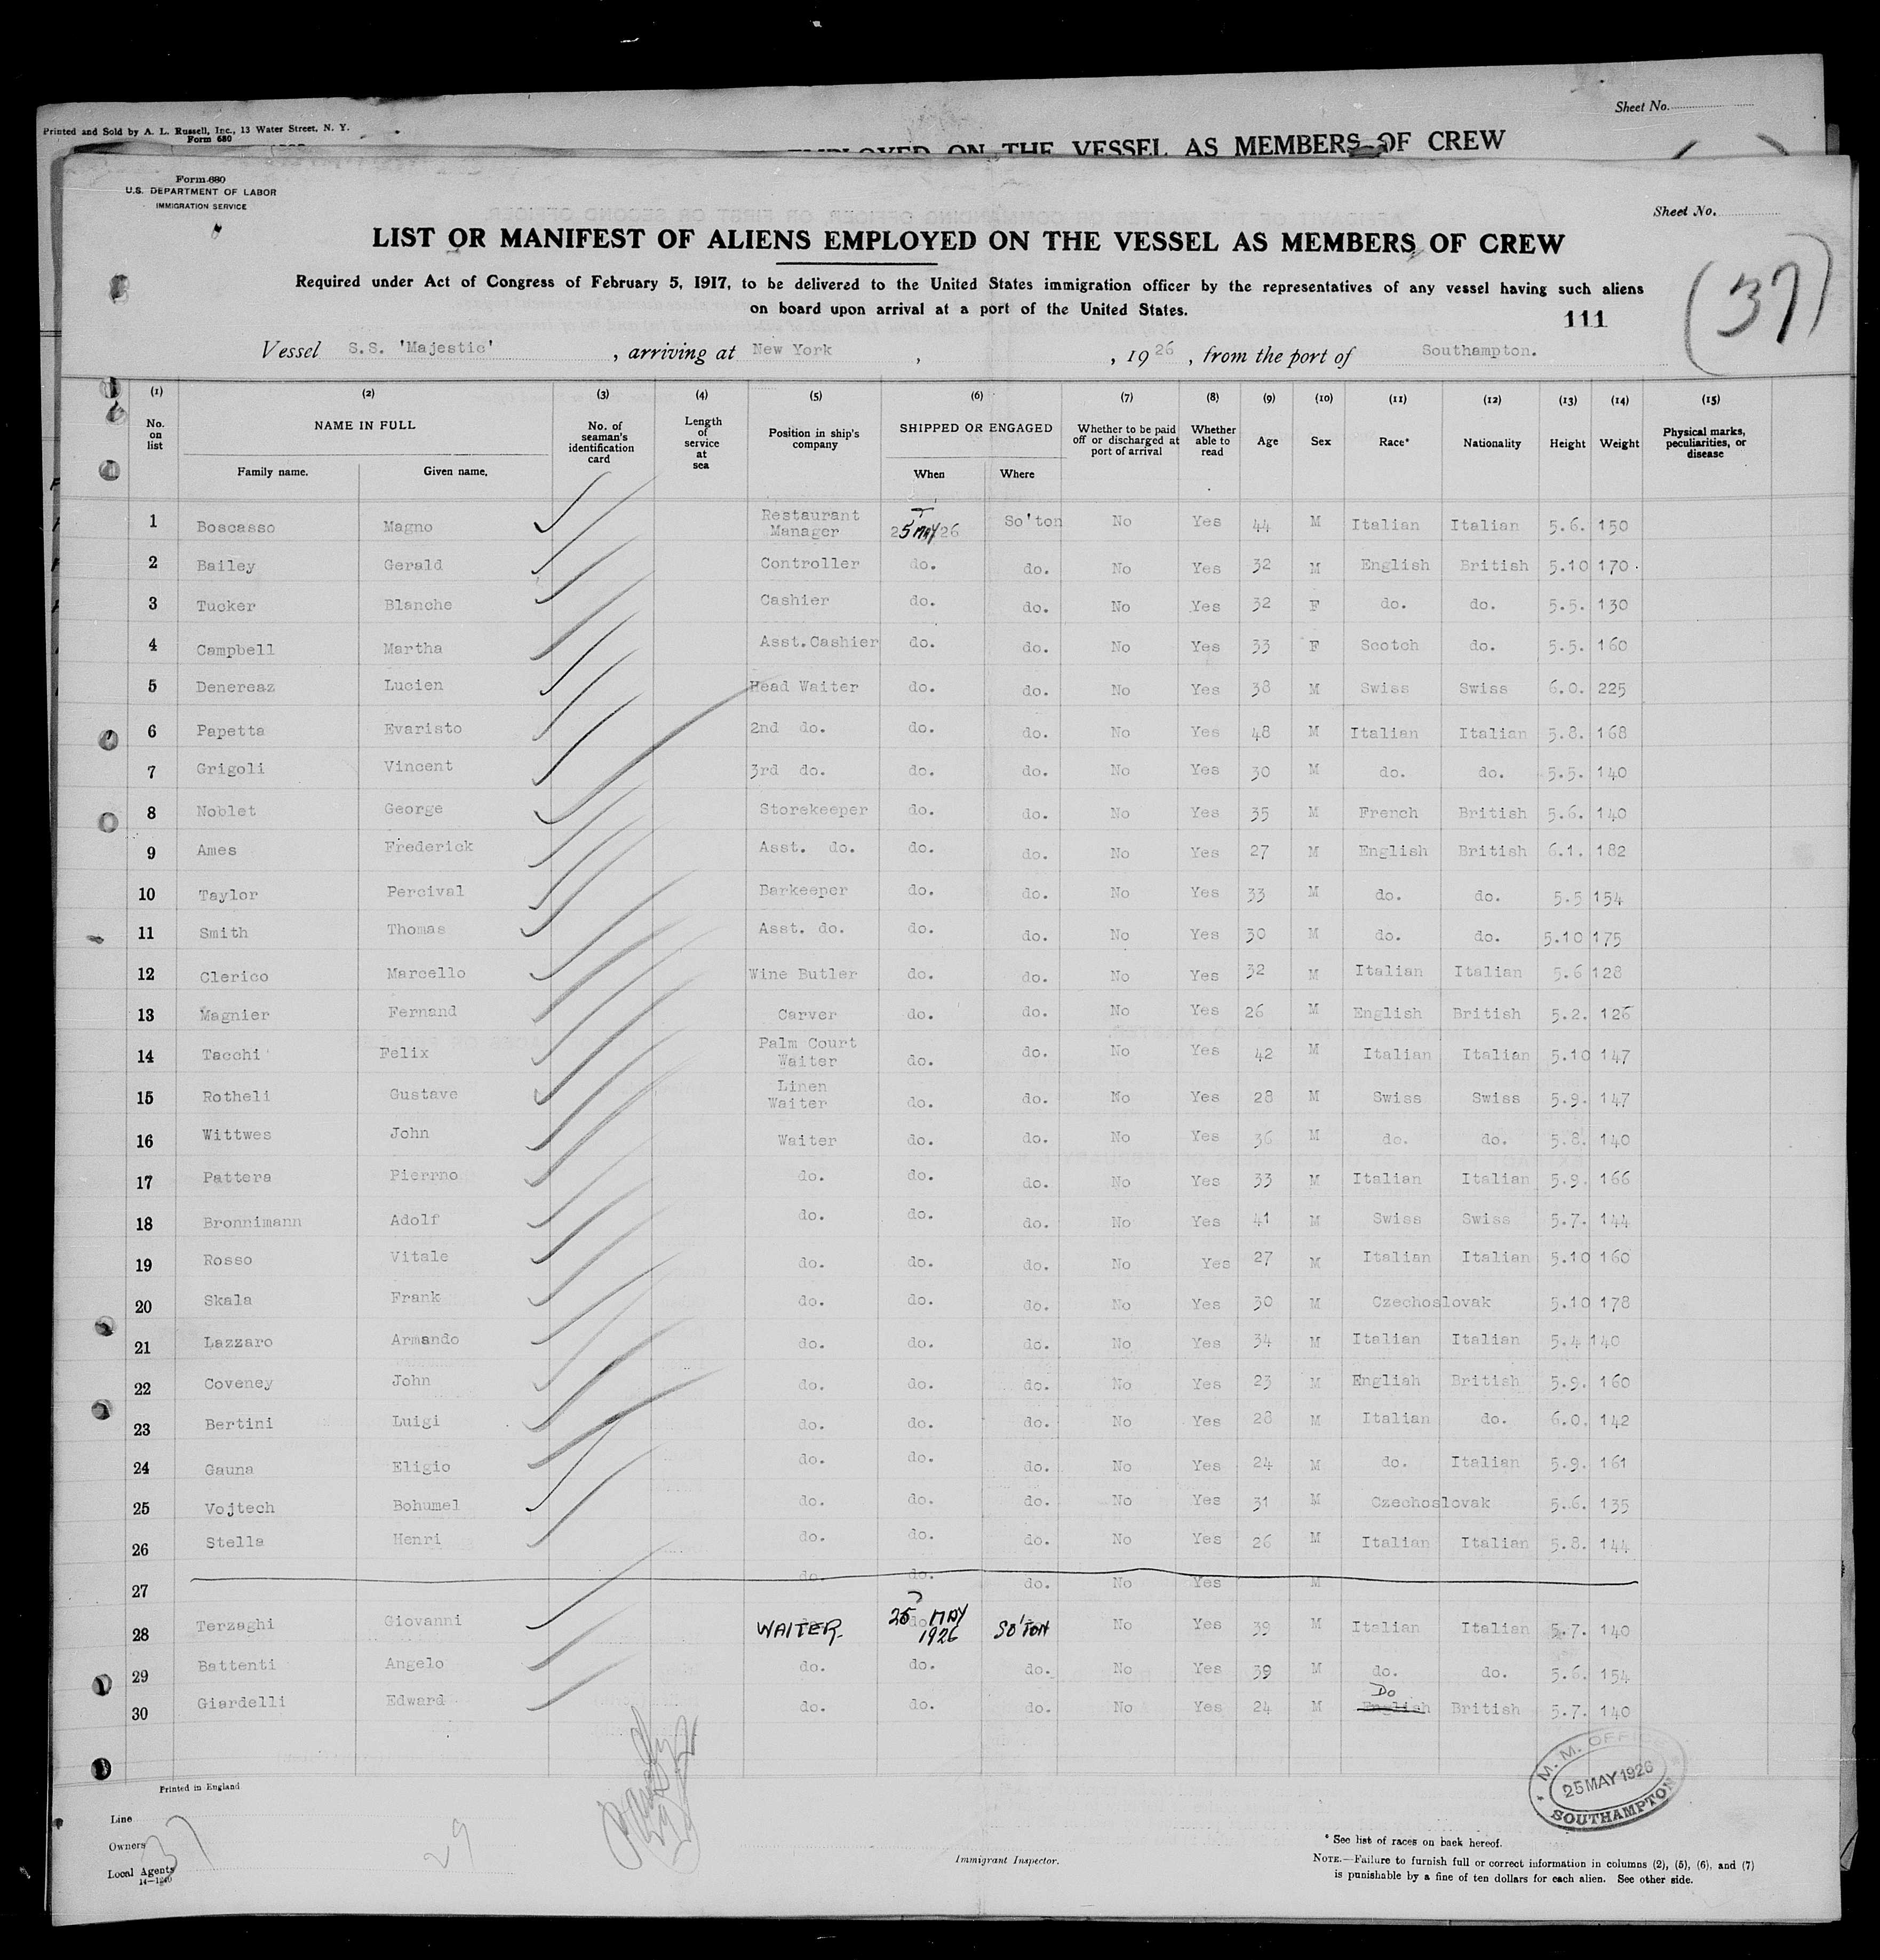 Sheet No.
Printed and Sold by A. L. Russell, Inc., 13 Water Street, N. Y.
Form 680
EMPLOYED ON THE VESSEL AS MEMBERS OF CREW
Form 680
U.S. DEPARTMENT OF LABOR
IMMIGRATION SERVICE
Sheet No.
LIST OR MANIFEST OF ALIENS EMPLOYED ON THE VESSEL AS MEMBERS OF CREW
(37)
Required under Act of Congress of February 5, 1917, to be delivered to the United States immigration officer by the representatives of any vessel having such aliens
on board upon arrival at a port of the United States.
111
Vessel S.S. 'Majestic' , arriving at New York , , 1926 , from the port of Southampton.
(1) (2) (3) (4) (5) (6) (7) (8) (9) (10) (11) (12) (13) (14) (15)
No. on list NAME IN FULL Family name. Given name. No. of seaman's identification card Length of service at sea Position in ship's company SHIPPED OR ENGAGED When Where Whether to be paid off or discharged at port of arrival Whether able to read Age Sex Race* Nationality Height Weight Physical marks, peculiarities, or disease
1 Boscasso Magno Restaurant Manager 25 MAY 26 So'ton No Yes 44 M Italian Italian 5.6. 150
2 Bailey Gerald Controller do. do. No Yes 32 M English British 5.10 170
3 Tucker Blanche Cashier do. do. No Yes 32 F do. do. 5.5. 130
4 Campbell Martha Asst.Cashier do. do. No Yes 33 F Scotch do. 5.5. 160
5 Denereaz Lucien Head Waiter do. do. No Yes 38 M Swiss Swiss 6.0. 225
6 Papetta Evaristo 2nd do. do. do. No Yes 48 M Italian Italian 5.8. 168
7 Grigoli Vincent 3rd do. do. do. No Yes 30 M do. do. 5.5. 140
8 Noblet George Storekeeper do. do. No Yes 35 M French British 5.6. 140
9 Ames Frederick Asst. do. do. do. No Yes 27 M English British 6.1. 182
10 Taylor Percival Barkeeper do. do. No Yes 33 M do. do. 5.5 154
11 Smith Thomas Asst. do. do. do. No Yes 30 M do. do. 5.10 175
12 Clerico Marcello Wine Butler do. do. No Yes 32 M Italian Italian 5.6 128
13 Magnier Fernand Carver do. do. No Yes 26 M English British 5.2. 126
14 Tacchi Felix Palm Court Waiter do. do. No Yes 42 M Italian Italian 5.10 147
15 Rotheli Gustave Linen Waiter do. do. No Yes 28 M Swiss Swiss 5.9. 147
16 Wittwes John Waiter do. do. No Yes 36 M do. do. 5.8. 140
17 Pattera Pierrno do. do. do. No Yes 33 M Italian Italian 5.9. 166
18 Bronnimann Adolf do. do. do. No Yes 41 M Swiss Swiss 5.7. 144
19 Rosso Vitale do. do. do. No Yes 27 M Italian Italian 5.10 160
20 Skala Frank do. do. do. No Yes 30 M Czechoslovak 5.10 178
21 Lazzaro Armando do. do. do. No Yes 34 M Italian Italian 5.4 140
22 Coveney John do. do. do. No Yes 23 M English British 5.9. 160
23 Bertini Luigi do. do. do. No Yes 28 M Italian do. 6.0. 142
24 Gauna Eligio do. do. do. No Yes 24 M do. Italian 5.9. 161
25 Vojtech Bohumel do. do. do. No Yes 31 M Czechoslovak 5.6. 135
26 Stella Henri do. do. do. No Yes 26 M Italian Italian 5.8. 144
27 do. do. do. No Yes M
28 Terzaghi Giovanni WAITER 25 MAY 1926 SO'TON No Yes 39 M Italian Italian 5.7. 140
29 Battenti Angelo do. do. do. No Yes 39 M do. do. 5.6. 154
30 Giardelli Edward do. do. do. No Yes 24 M English Do British 5.7. 140
M. M. OFFICE
25 MAY 1926
SOUTHAMPTON
Printed in England
Line
Owners
Local Agents
14—1240
37
29
Immigrant Inspector.
* See list of races on back hereof.
NOTE.—Failure to furnish full or correct information in columns (2), (5), (6), and (7)
is punishable by a fine of ten dollars for each alien. See other side.